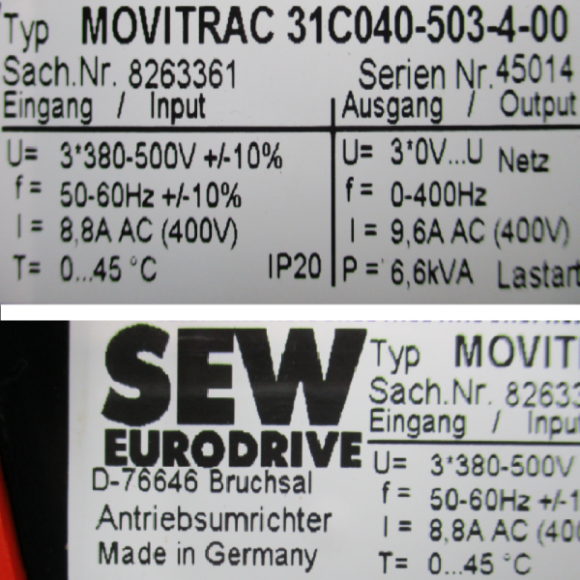 Typ MOVITRAC 31C040-503-4-00
Sach.Nr. 8263361 Serien Nr. 45014
Eingang / Input Ausgang / Output
U= 3*380-500V +/-10% U= 3*0V...U Netz
f= 50-60Hz +/-10% f= 0-400Hz
I= 8,8A AC (400V) I= 9,6A AC (400V)
T= 0...45 °C IP20 P= 6,6kVA Lastart
SEW Typ MOVIT
Sach.Nr. 8263
EURODRIVE Eingang / Input
D-76646 Bruchsal U= 3*380-500V
f= 50-60Hz +/-1
Antriebsumrichter I= 8,8A AC (400
Made in Germany T= 0...45 °C